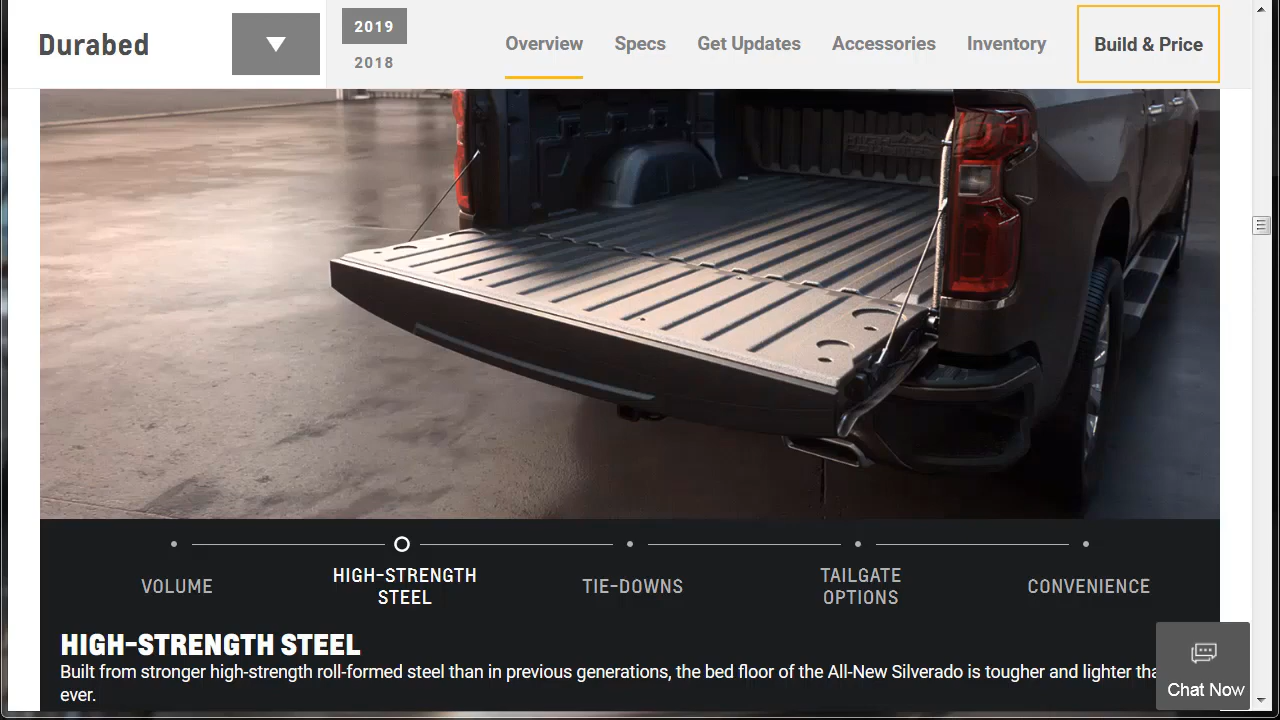 Durabed
2019
2018
Overview
Specs
Get Updates
Accessories
Inventory
Build & Price
VOLUME
HIGH-STRENGTH
STEEL
TIE-DOWNS
TAILGATE
OPTIONS
CONVENIENCE
HIGH-STRENGTH STEEL
Built from stronger high-strength roll-formed steel than in previous generations, the bed floor of the All-New Silverado is tougher and lighter
ever.
Chat Now